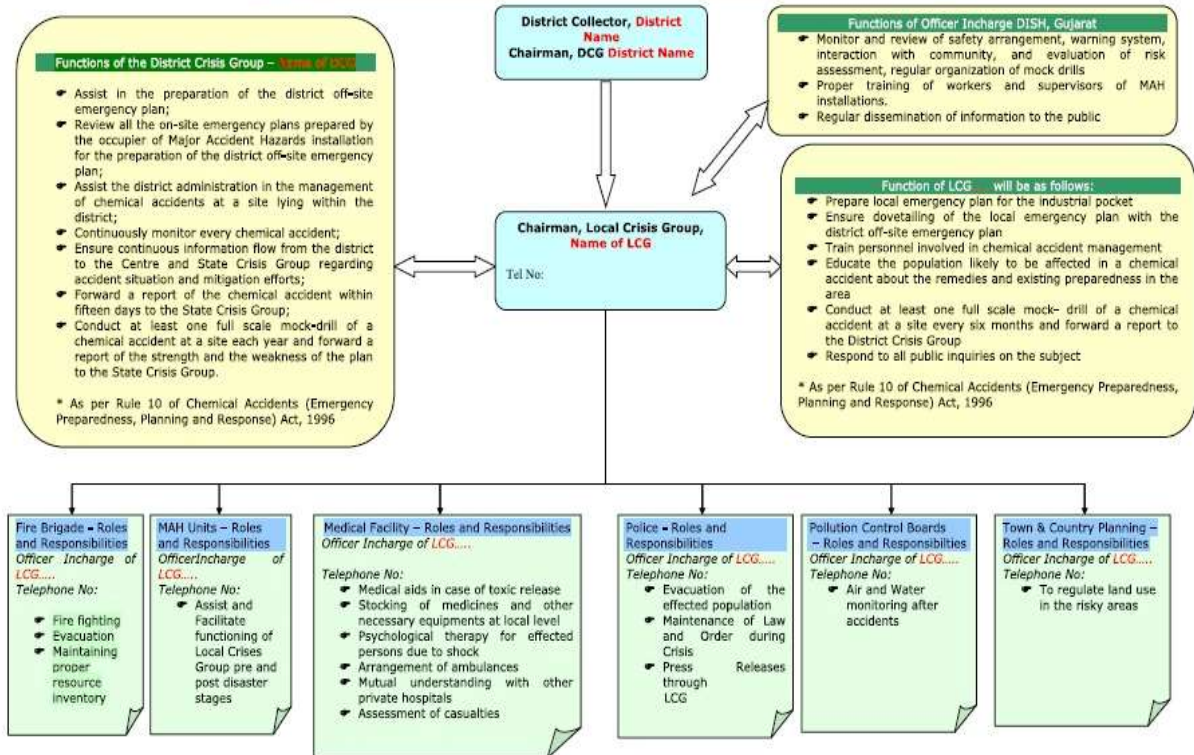 District Collector, District
Name
Chairman, DCG District Name
Functions of the District Crisis Group – Name of DCG
☛ Assist in the preparation of the district off-site
emergency plan;
☛ Review all the on-site emergency plans prepared by
the occupier of Major Accident Hazards installation
for the preparation of the district off-site emergency
plan;
☛ Assist the district administration in the management
of chemical accidents at a site lying within the
district;
☛ Continuously monitor every chemical accident;
☛ Ensure continuous information flow from the district
to the Centre and State Crisis Group regarding
accident situation and mitigation efforts;
☛ Forward a report of the chemical accident within
fifteen days to the State Crisis Group;
☛ Conduct at least one full scale mock-drill of a
chemical accident at a site each year and forward a
report of the strength and the weakness of the plan
to the State Crisis Group.
* As per Rule 10 of Chemical Accidents (Emergency
Preparedness, Planning and Response) Act, 1996
Functions of Officer Incharge DISH, Gujarat
☛ Monitor and review of safety arrangement, warning system,
interaction with community, and evaluation of risk
assessment, regular organization of mock drills
☛ Proper training of workers and supervisors of MAH
installations.
☛ Regular dissemination of information to the public
Chairman, Local Crisis Group,
Name of LCG
Tel No:
Function of LCG.... will be as follows:
☛ Prepare local emergency plan for the industrial pocket
☛ Ensure dovetailing of the local emergency plan with the
district off-site emergency plan
☛ Train personnel involved in chemical accident management
☛ Educate the population likely to be affected in a chemical
accident about the remedies and existing preparedness in the
area
☛ Conduct at least one full scale mock– drill of a chemical
accident at a site every six months and forward a report to
the District Crisis Group
☛ Respond to all public inquiries on the subject
* As per Rule 10 of Chemical Accidents (Emergency Preparedness,
Planning and Response) Act, 1996
Fire Brigade – Roles
and Responsibilities
Officer Incharge of
LCG.....
Telephone No:
☛ Fire fighting
☛ Evacuation
☛ Maintaining
proper
resource
inventory
MAH Units – Roles
and Responsibilities
OfficerIncharge of
LCG.....
Telephone No:
☛ Assist and
Facilitate
functioning of
Local Crises
Group pre and
post disaster
stages
Medical Facility – Roles and Responsibilities
Officer Incharge of LCG.....
Telephone No:
☛ Medical aids in case of toxic release
☛ Stocking of medicines and other
necessary equipments at local level
☛ Psychological therapy for effected
persons due to shock
☛ Arrangement of ambulances
☛ Mutual understanding with other
private hospitals
☛ Assessment of casualties
Police – Roles and
Responsibilities
Officer Incharge of LCG.....
Telephone No:
☛ Evacuation of the
effected population
☛ Maintenance of Law
and Order during
Crisis
☛ Press Releases
through
LCG
Pollution Control Boards
– Roles and Responsibilities
Officer Incharge of LCG.....
Telephone No:
☛ Air and Water
monitoring after
accidents
Town & Country Planning –
Roles and Responsibilities
Officer Incharge of LCG.....
Telephone No:
☛ To regulate land use
in the risky areas